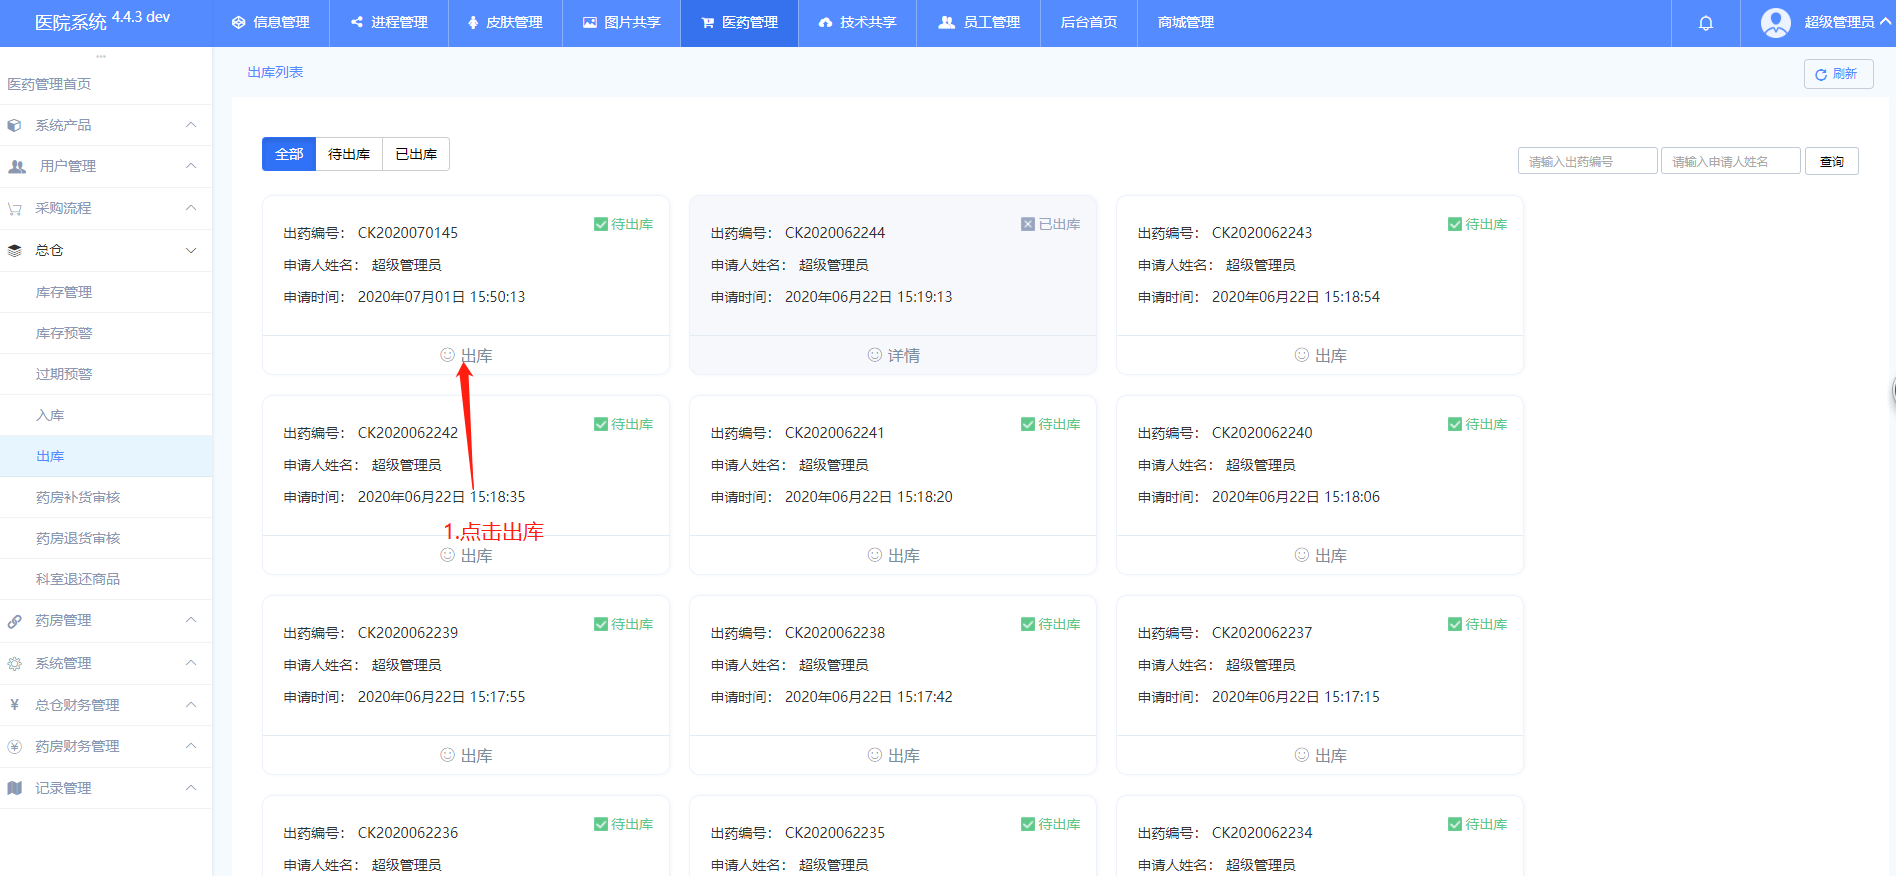 医院系统 4.4.3 dev
信息管理
进程管理
皮肤管理
图片共享
医药管理
技术共享
员工管理
后台首页
商城管理
超级管理员
医药管理首页
系统产品
用户管理
采购流程
总仓
库存管理
库存预警
过期预警
入库
出库
药房补货审核
药房退货审核
科室退还商品
药房管理
系统管理
¥ 总仓财务管理
药房财务管理
记录管理
出库列表
刷新
全部
待出库
已出库
请输入出药编号
请输入申请人姓名
查询
待出库
出药编号： CK2020070145
申请人姓名： 超级管理员
申请时间： 2020年07月01日 15:50:13
出库
已出库
出药编号： CK2020062244
申请人姓名： 超级管理员
申请时间： 2020年06月22日 15:19:13
详情
待出库
出药编号： CK2020062243
申请人姓名： 超级管理员
申请时间： 2020年06月22日 15:18:54
出库
待出库
出药编号： CK2020062242
申请人姓名： 超级管理员
申请时间： 2020年06月22日 15:18:35
1.点击出库
出库
待出库
出药编号： CK2020062241
申请人姓名： 超级管理员
申请时间： 2020年06月22日 15:18:20
出库
待出库
出药编号： CK2020062240
申请人姓名： 超级管理员
申请时间： 2020年06月22日 15:18:06
出库
待出库
出药编号： CK2020062239
申请人姓名： 超级管理员
申请时间： 2020年06月22日 15:17:55
出库
待出库
出药编号： CK2020062238
申请人姓名： 超级管理员
申请时间： 2020年06月22日 15:17:42
出库
待出库
出药编号： CK2020062237
申请人姓名： 超级管理员
申请时间： 2020年06月22日 15:17:15
出库
待出库
出药编号： CK2020062236
申请人姓名： 超级管理员
待出库
出药编号： CK2020062235
申请人姓名： 超级管理员
待出库
出药编号： CK2020062234
申请人姓名： 超级管理员